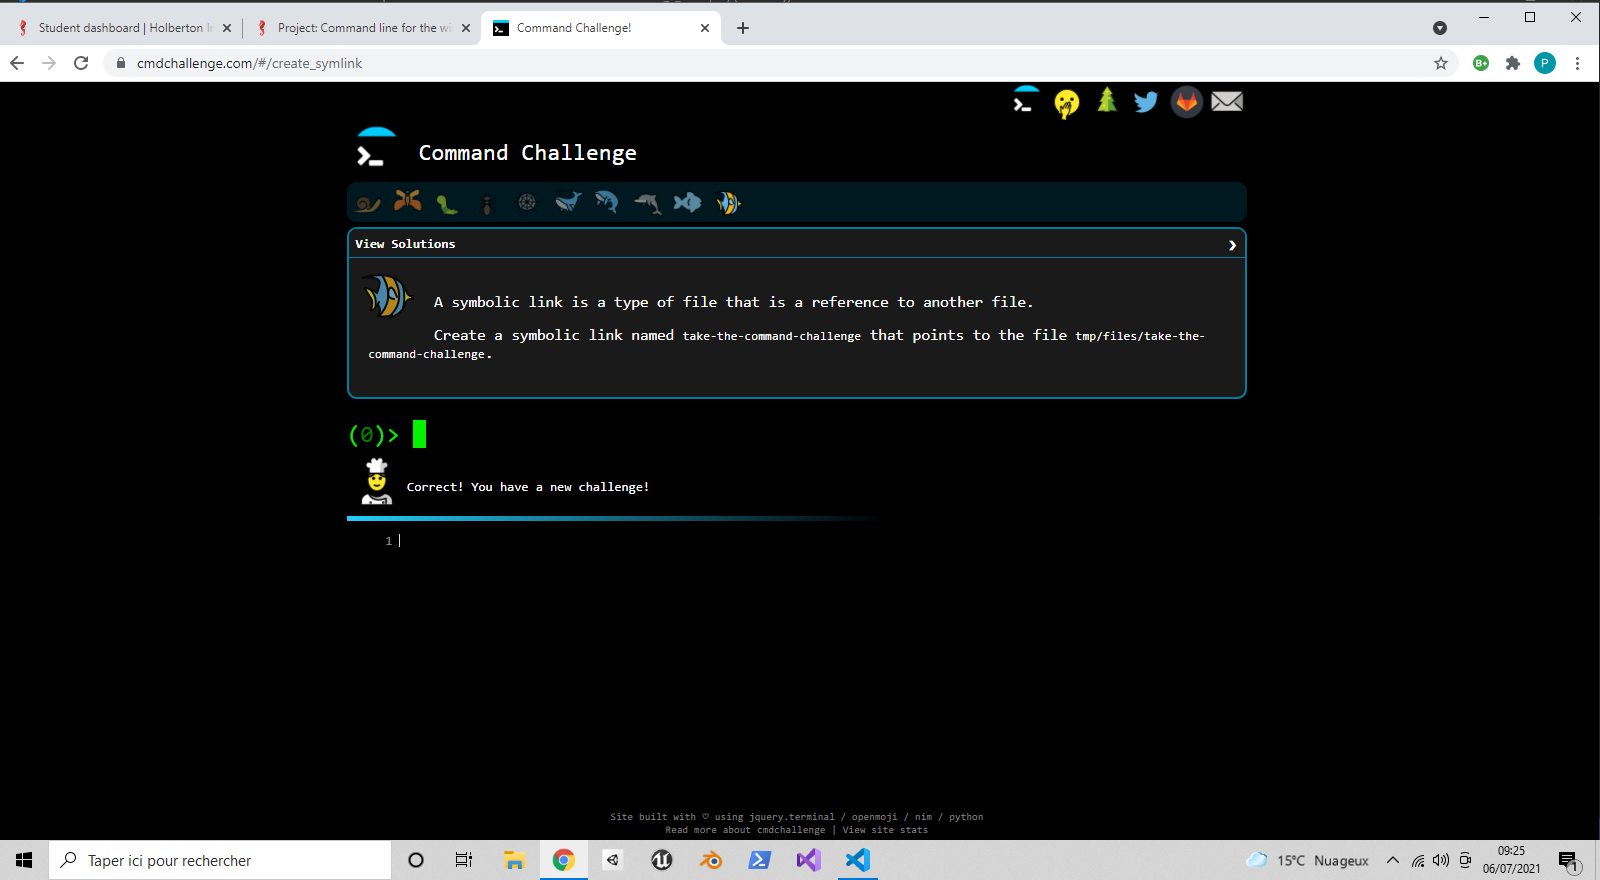 Student dashboard | Holberton I
Project: Command line for the wi
Command Challenge!
cmdchallenge.com/#/create_symlink
B+
P
Command Challenge
View Solutions
A symbolic link is a type of file that is a reference to another file.
Create a symbolic link named take-the-command-challenge that points to the file tmp/files/take-the-
command-challenge.
(0)>
Correct! You have a new challenge!
1
Site built with ♡ using jquery.terminal / openmoji / nim / python
Read more about cmdchallenge | View site stats
Taper ici pour rechercher
15°C Nuageux
09:25
06/07/2021
1